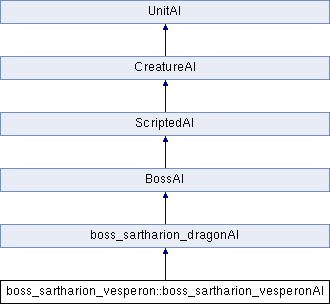 UnitAI
CreatureAI
ScriptedAI
BossAI
boss_sartharion_dragonAI
boss_sartharion_vesperon::boss_sartharion_vesperonAI